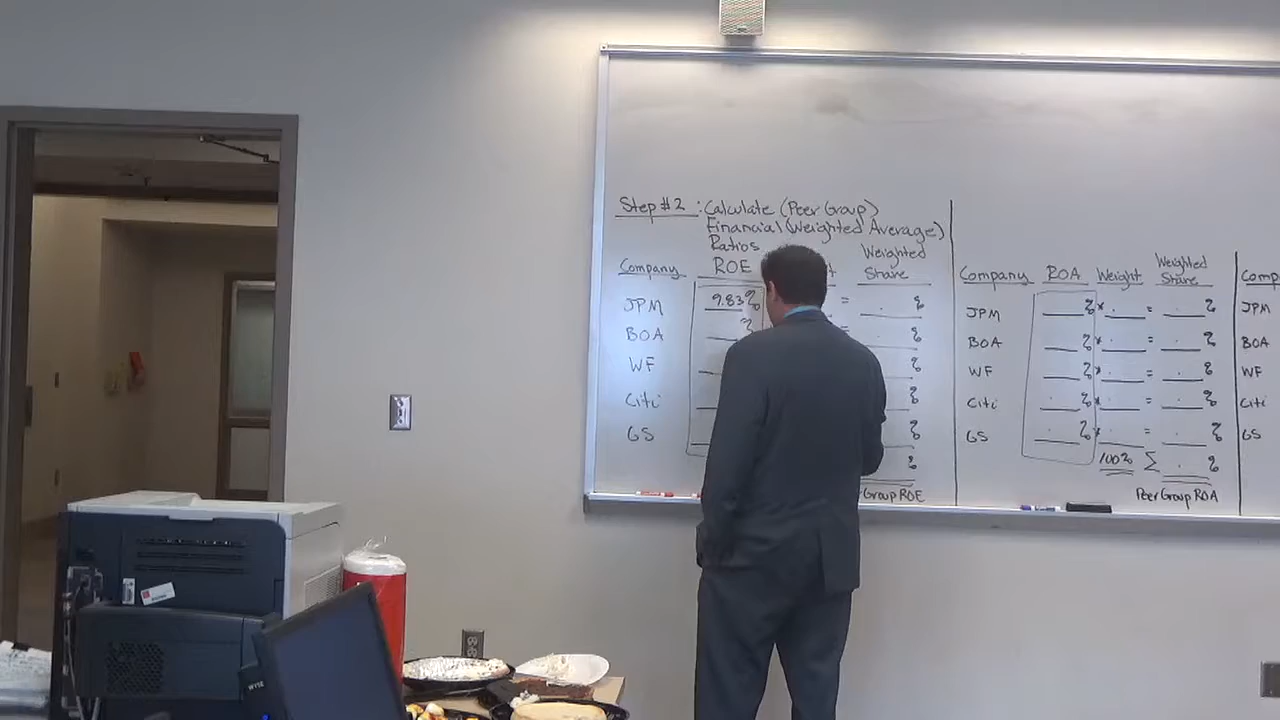 Step #2 : Calculate (Peer Group)
Financial (Weighted Average)
Ratios
Company ROE Weighted Share
JPM 9.83% = . %
BOA % . %
WF . %
Citi . %
GS . %
. %
Group ROE
Company ROA Weight Weighted Share
JPM % × . = . %
BOA % × . = . %
WF % × . = . %
Citi . % × . = . %
GS . % × . = . %
100% Σ . %
Peer Group ROA
Comp
JPM
BOA
WF
Citi
GS
WYSE